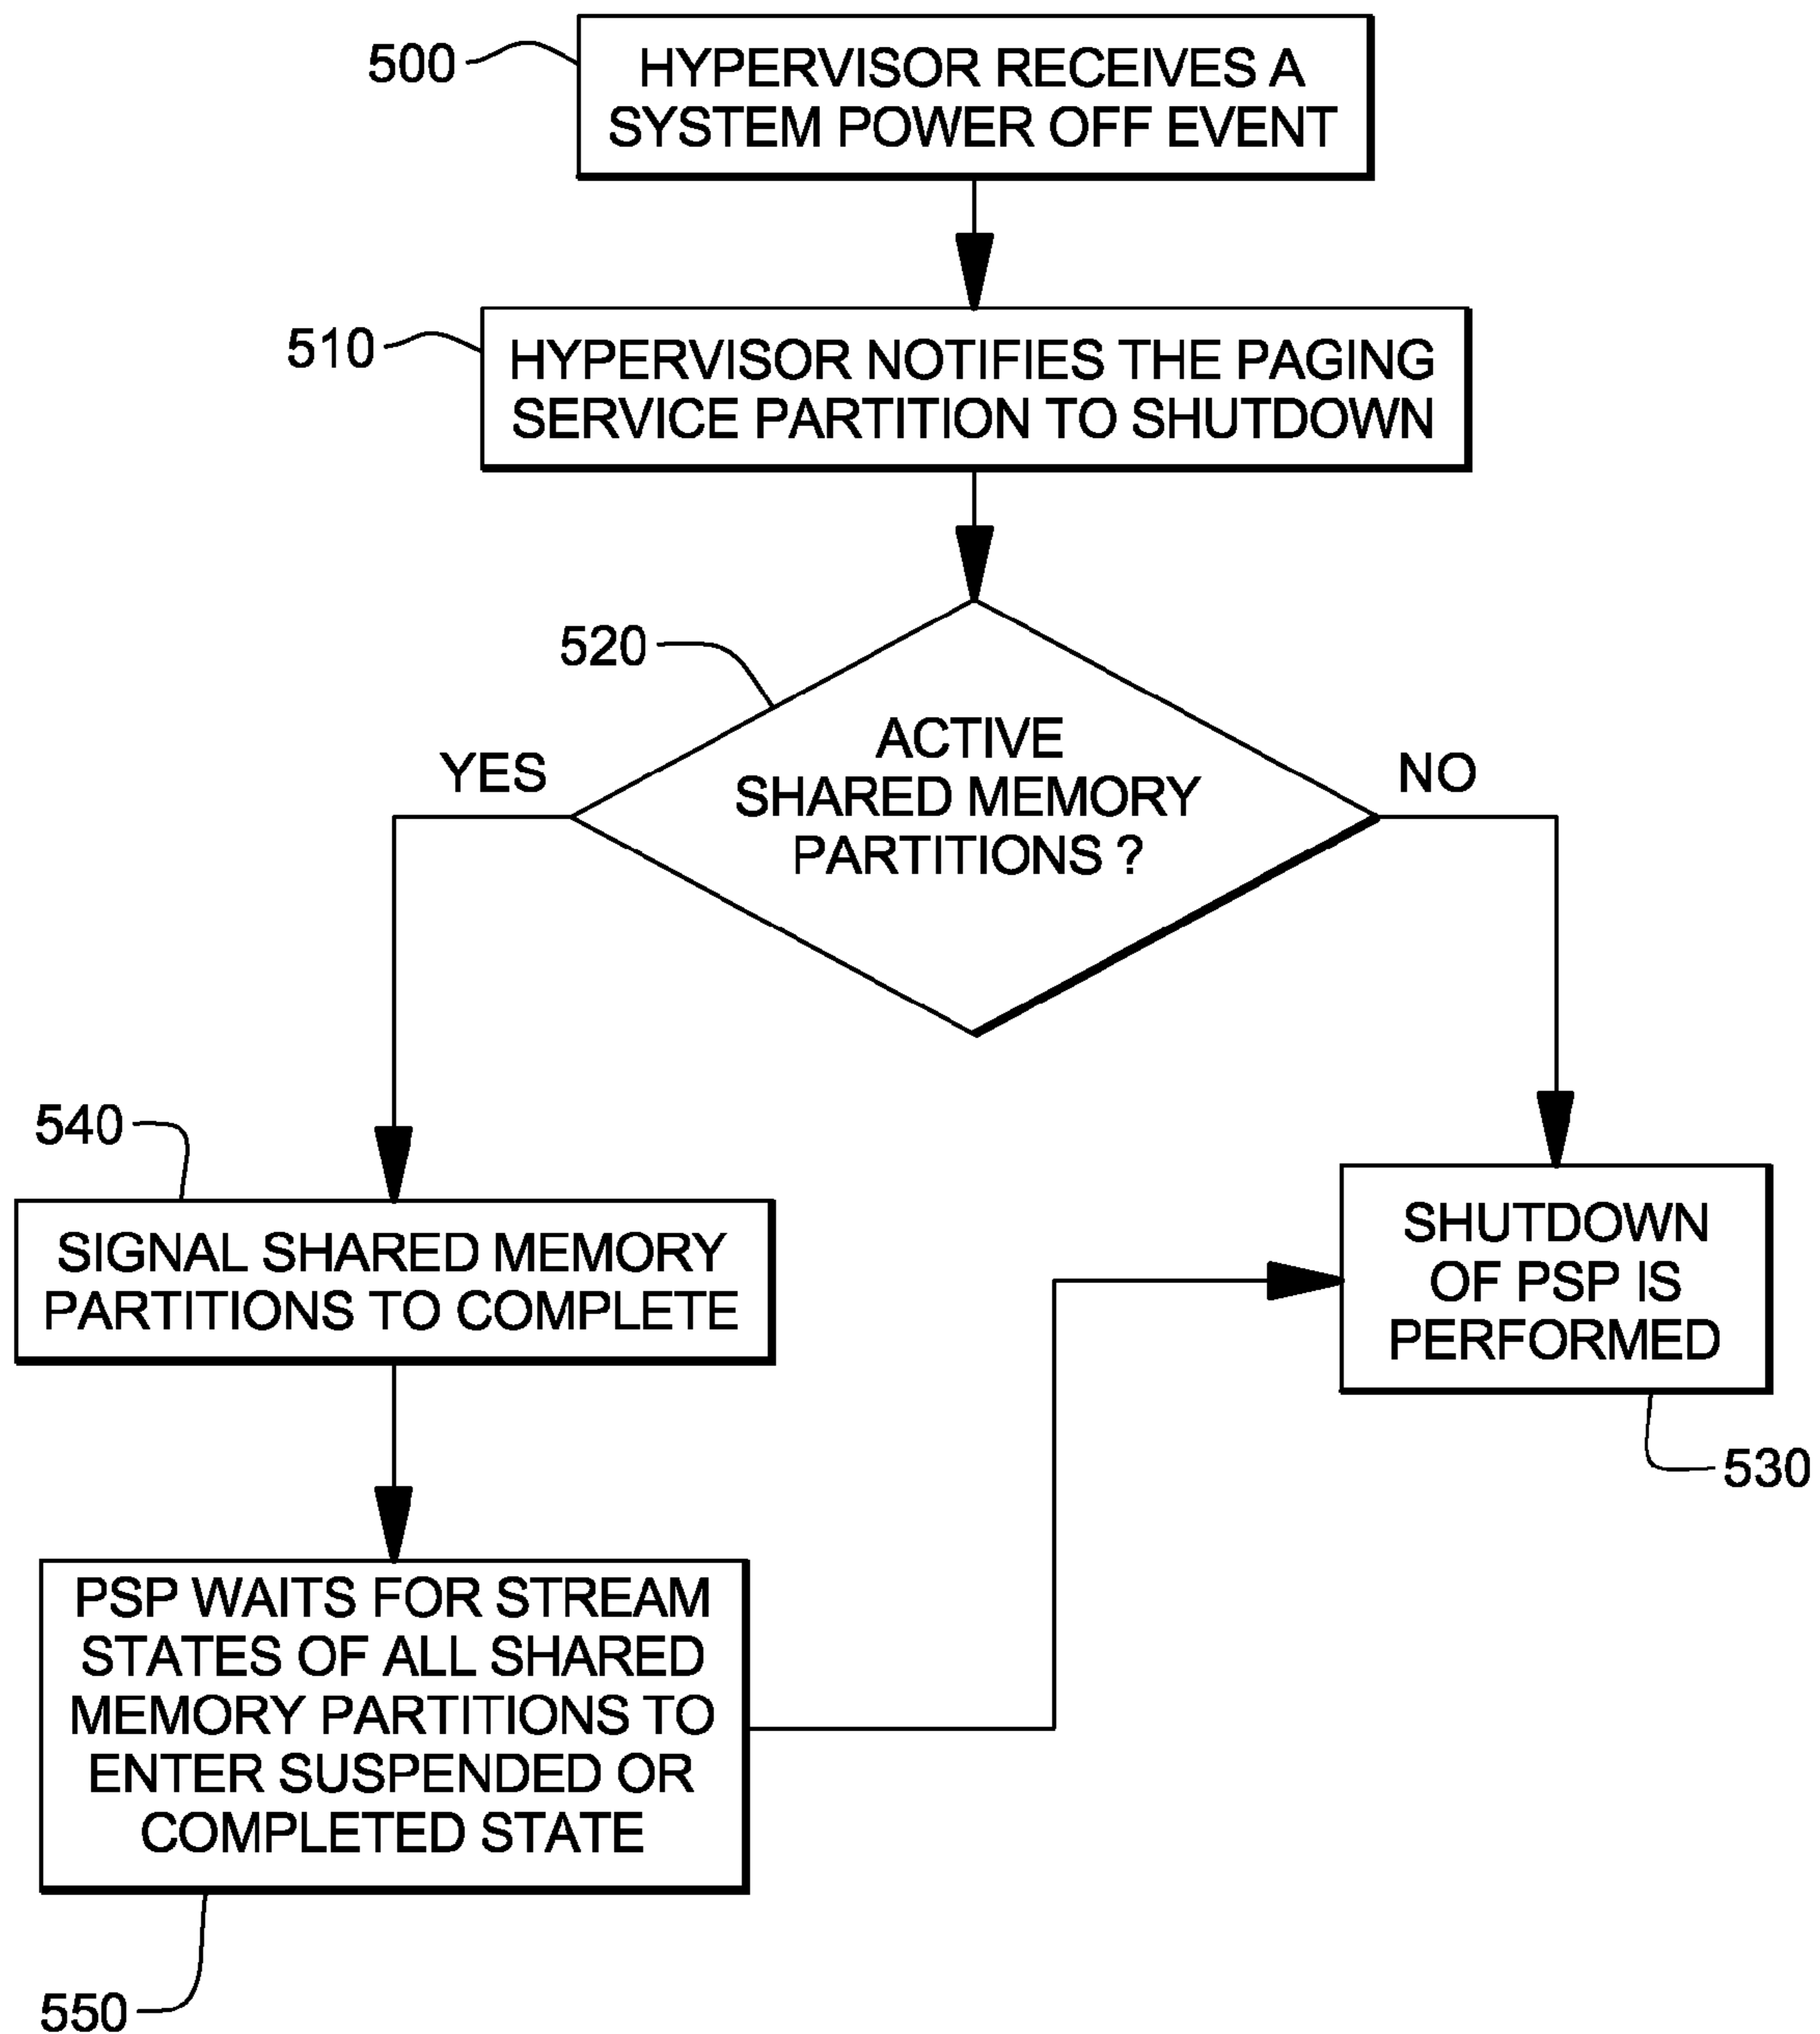 500
HYPERVISOR RECEIVES A
SYSTEM POWER OFF EVENT
510
HYPERVISOR NOTIFIES THE PAGING
SERVICE PARTITION TO SHUTDOWN
520
ACTIVE
SHARED MEMORY
PARTITIONS ?
YES
NO
540
SIGNAL SHARED MEMORY
PARTITIONS TO COMPLETE
SHUTDOWN
OF PSP IS
PERFORMED
530
PSP WAITS FOR STREAM
STATES OF ALL SHARED
MEMORY PARTITIONS TO
ENTER SUSPENDED OR
COMPLETED STATE
550